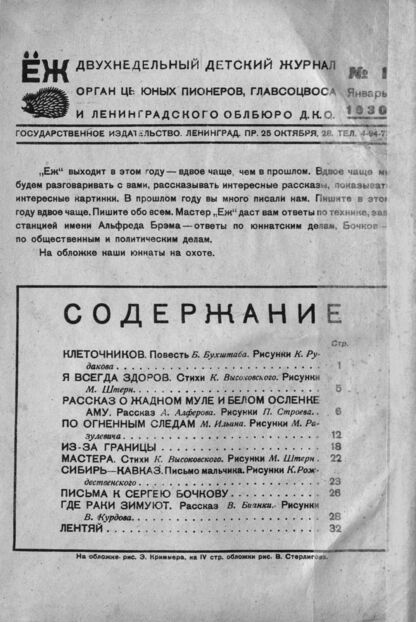 ЁЖ
ДВУХНЕДЕЛЬНЫЙ ДЕТСКИЙ ЖУРНАЛ
ОРГАН ЦБ ЮНЫХ ПИОНЕРОВ, ГЛАВСОЦВОСА
И ЛЕНИНГРАДСКОГО ОБЛБЮРО Д.К.О.
№ 1
Январь
1930
ГОСУДАРСТВЕННОЕ ИЗДАТЕЛЬСТВО. ЛЕНИНГРАД, ПР. 25 ОКТЯБРЯ, 28. ТЕЛ.
„Еж" выходит в этом году — вдвое чаще, чем в прошлом. Вдвое чаще мы
будем разговаривать с вами, рассказывать интересные рассказы, показывать
интересные картинки. В прошлом году вы много писали нам. Пишите в этом
году вдвое чаще. Пишите обо всем. Мастер „Еж" даст вам ответы по технике, зав.
станцией имени Альфреда Брэма — ответы по юннатским делам, Бочков —
по общественным и политическим делам.
На обложке наши юннаты на охоте.
СОДЕРЖАНИЕ
Стр.
КЛЕТОЧНИКОВ. Повесть Б. Бухштаба. Рисунки К. Ру-
дакова . . . . . 1
Я ВСЕГДА ЗДОРОВ. Стихи К. Высоковского. Рисунки
М. Штерн . . . . . 5
РАССКАЗ О ЖАДНОМ МУЛЕ И БЕЛОМ ОСЛЕНКЕ
АМУ. Рассказ А. Алферова. Рисунки П. Строева . . 6
ПО ОГНЕННЫМ СЛЕДАМ М. Ильина. Рисунки М. Ра-
зулевича . . . . . 12
ИЗ-ЗА ГРАНИЦЫ . . . . . 18
МАСТЕРА. Стихи К. Высоковского. Рисунки М. Штерн . 22
СИБИРЬ—КАВКАЗ. Письмо мальчика. Рисунки К. Рож-
дественского . . . . . 23
ПИСЬМА К СЕРГЕЮ БОЧКОВУ . . . . . 26
ГДЕ РАКИ ЗИМУЮТ. Рассказ В. Бианки. Рисунки
В. Курдова . . . . . 28
ЛЕНТЯЙ . . . . . 32
На обложке рис. Э. Криммера, на IV стр. обложки рис. В. Стерлигова.